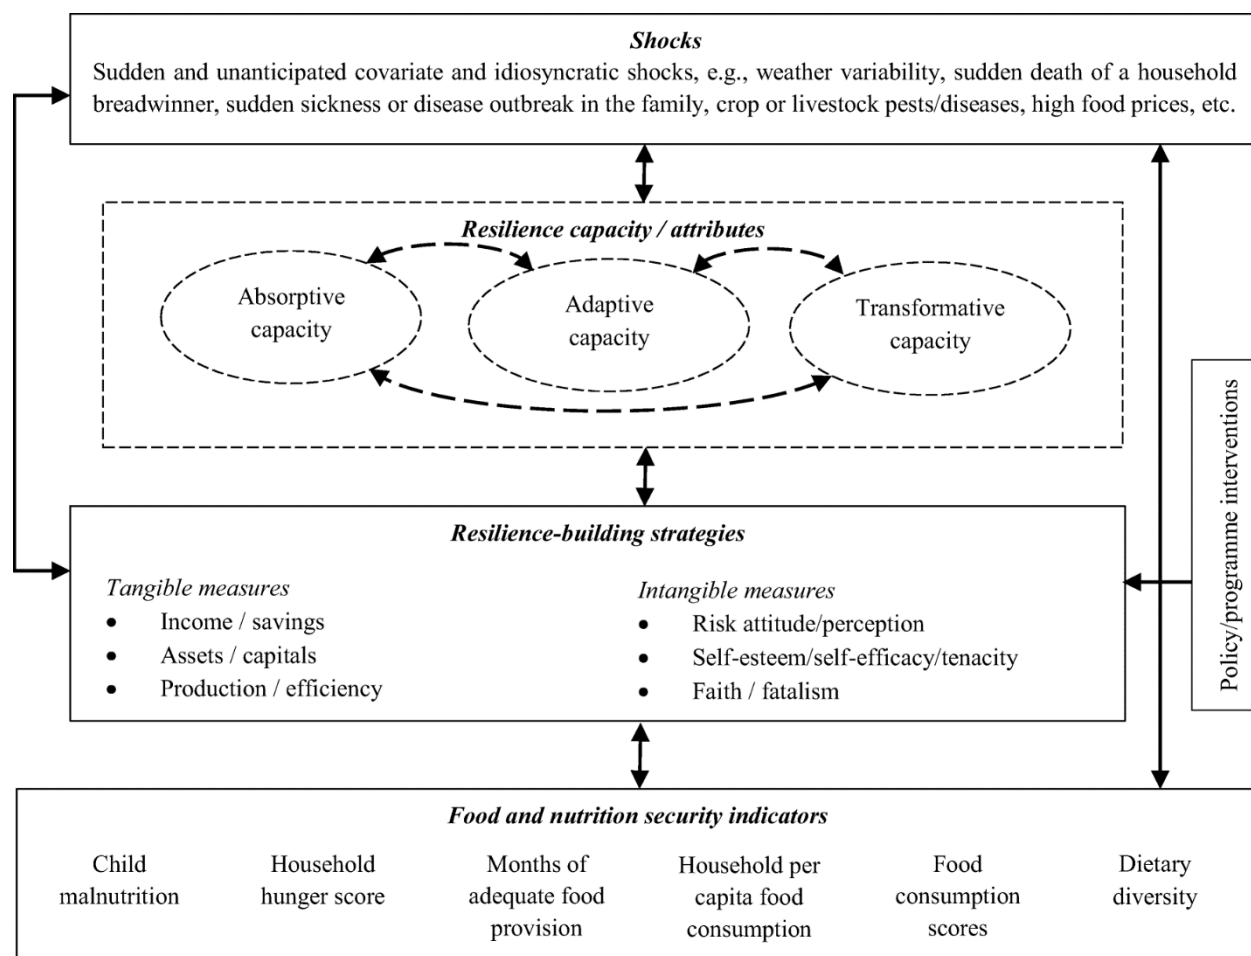 Shocks
Sudden and unanticipated covariate and idiosyncratic shocks, e.g., weather variability, sudden death of a household
breadwinner, sudden sickness or disease outbreak in the family, crop or livestock pests/diseases, high food prices, etc.
Resilience capacity / attributes
Absorptive
capacity
Adaptive
capacity
Transformative
capacity
Policy/programme interventions
Resilience-building strategies
Tangible measures
● Income / savings
● Assets / capitals
● Production / efficiency
Intangible measures
● Risk attitude/perception
● Self-esteem/self-efficacy/tenacity
● Faith / fatalism
Food and nutrition security indicators
Child
malnutrition
Household
hunger score
Months of
adequate food
provision
Household per
capita food
consumption
Food
consumption
scores
Dietary
diversity